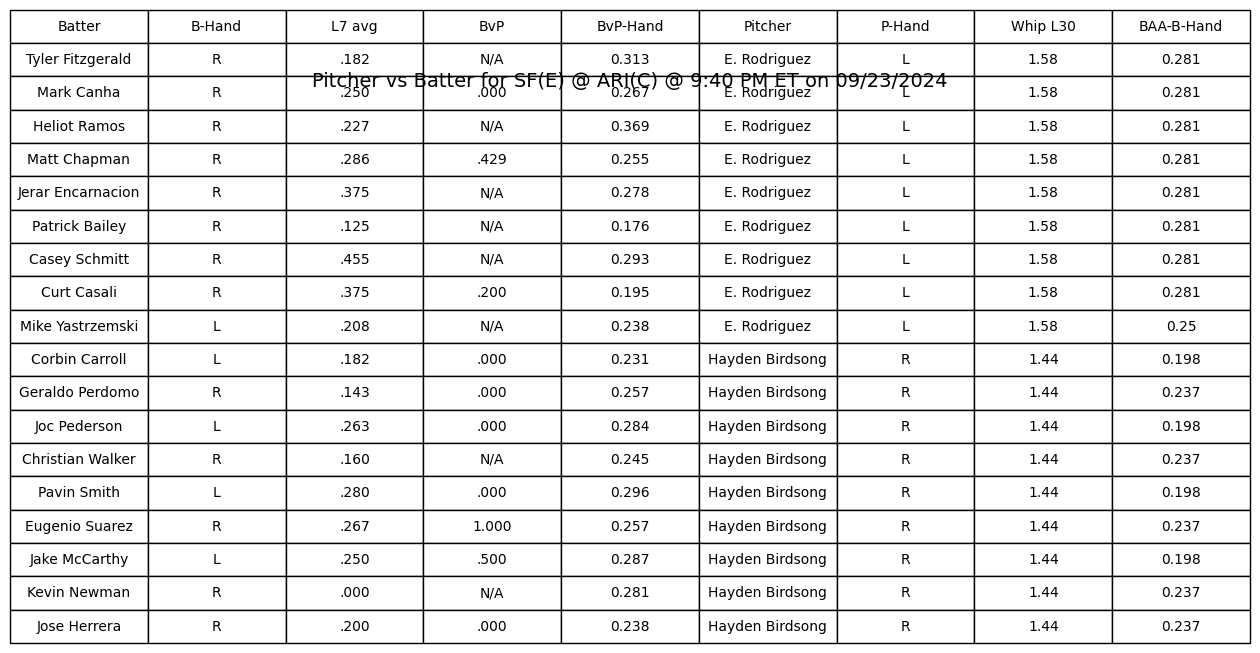 Batter B-Hand L7 avg BvP BvP-Hand Pitcher P-Hand Whip L30 BAA-B-Hand
Tyler Fitzgerald R .182 N/A 0.313 E. Rodriguez L 1.58 0.281
Pitcher vs Batter for SF(E) @ ARI(C) @ 9:40 PM ET on 09/23/2024
Mark Canha R .250 .000 0.267 E. Rodriguez L 1.58 0.281
Heliot Ramos R .227 N/A 0.369 E. Rodriguez L 1.58 0.281
Matt Chapman R .286 .429 0.255 E. Rodriguez L 1.58 0.281
Jerar Encarnacion R .375 N/A 0.278 E. Rodriguez L 1.58 0.281
Patrick Bailey R .125 N/A 0.176 E. Rodriguez L 1.58 0.281
Casey Schmitt R .455 N/A 0.293 E. Rodriguez L 1.58 0.281
Curt Casali R .375 .200 0.195 E. Rodriguez L 1.58 0.281
Mike Yastrzemski L .208 N/A 0.238 E. Rodriguez L 1.58 0.25
Corbin Carroll L .182 .000 0.231 Hayden Birdsong R 1.44 0.198
Geraldo Perdomo R .143 .000 0.257 Hayden Birdsong R 1.44 0.237
Joc Pederson L .263 .000 0.284 Hayden Birdsong R 1.44 0.198
Christian Walker R .160 N/A 0.245 Hayden Birdsong R 1.44 0.237
Pavin Smith L .280 .000 0.296 Hayden Birdsong R 1.44 0.198
Eugenio Suarez R .267 1.000 0.257 Hayden Birdsong R 1.44 0.237
Jake McCarthy L .250 .500 0.287 Hayden Birdsong R 1.44 0.198
Kevin Newman R .000 N/A 0.281 Hayden Birdsong R 1.44 0.237
Jose Herrera R .200 .000 0.238 Hayden Birdsong R 1.44 0.237